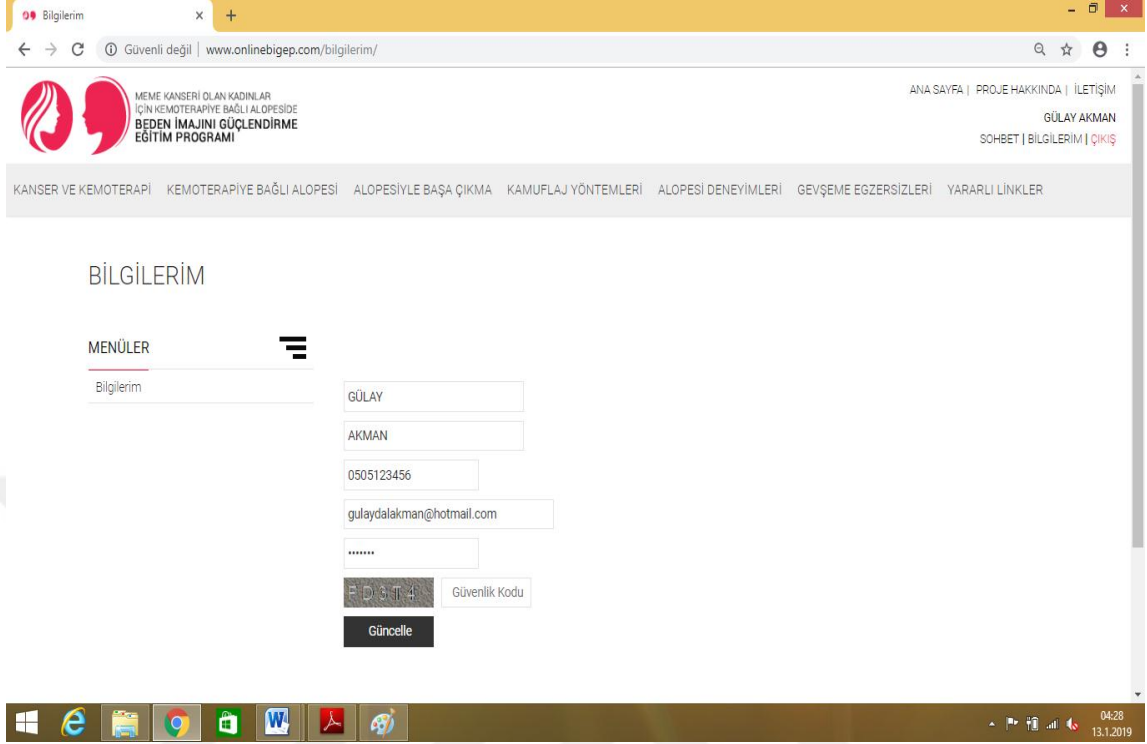 Bilgilerim
Güvenli değil | www.onlinebigep.com/bilgilerim/
MEME KANSERİ OLAN KADINLAR
İÇİN KEMOTERAPİYE BAĞLI ALOPESİDE
BEDEN İMAJINI GÜÇLENDİRME
EĞİTİM PROGRAMI
ANA SAYFA | PROJE HAKKINDA | İLETİŞİM
GÜLAY AKMAN
SOHBET | BİLGİLERİM | ÇIKIŞ
KANSER VE KEMOTERAPİ KEMOTERAPİYE BAĞLI ALOPESİ ALOPESİYLE BAŞA ÇIKMA KAMUFLAJ YÖNTEMLERİ ALOPESİ DENEYİMLERİ GEVŞEME EGZERSİZLERİ YARARLI LİNKLER
BİLGİLERİM
MENÜLER
Bilgilerim
GÜLAY
AKMAN
0505123456
gulaydalakman@hotmail.com
•••••••
Güvenlik Kodu
Güncelle
04:28
13.1.2019